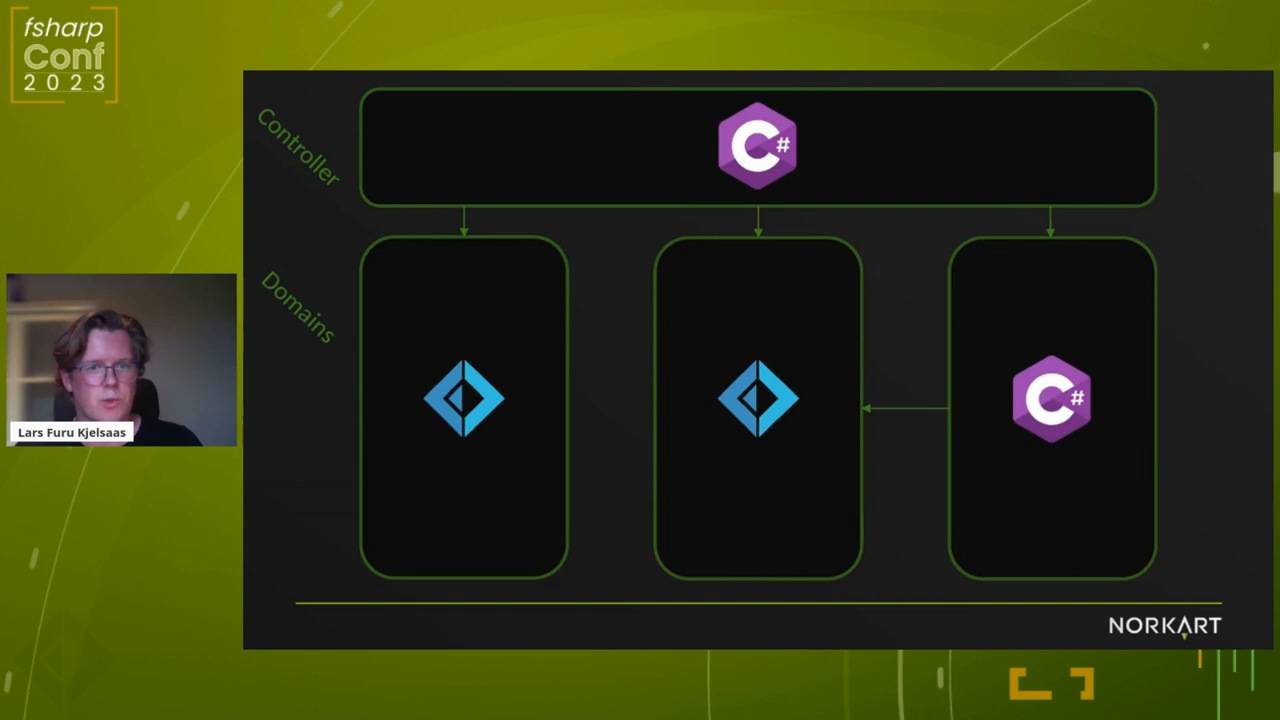 fsharp
Conf
2023
Controller
C#
Domains
C#
Lars Furu Kjelsaas
NORKART